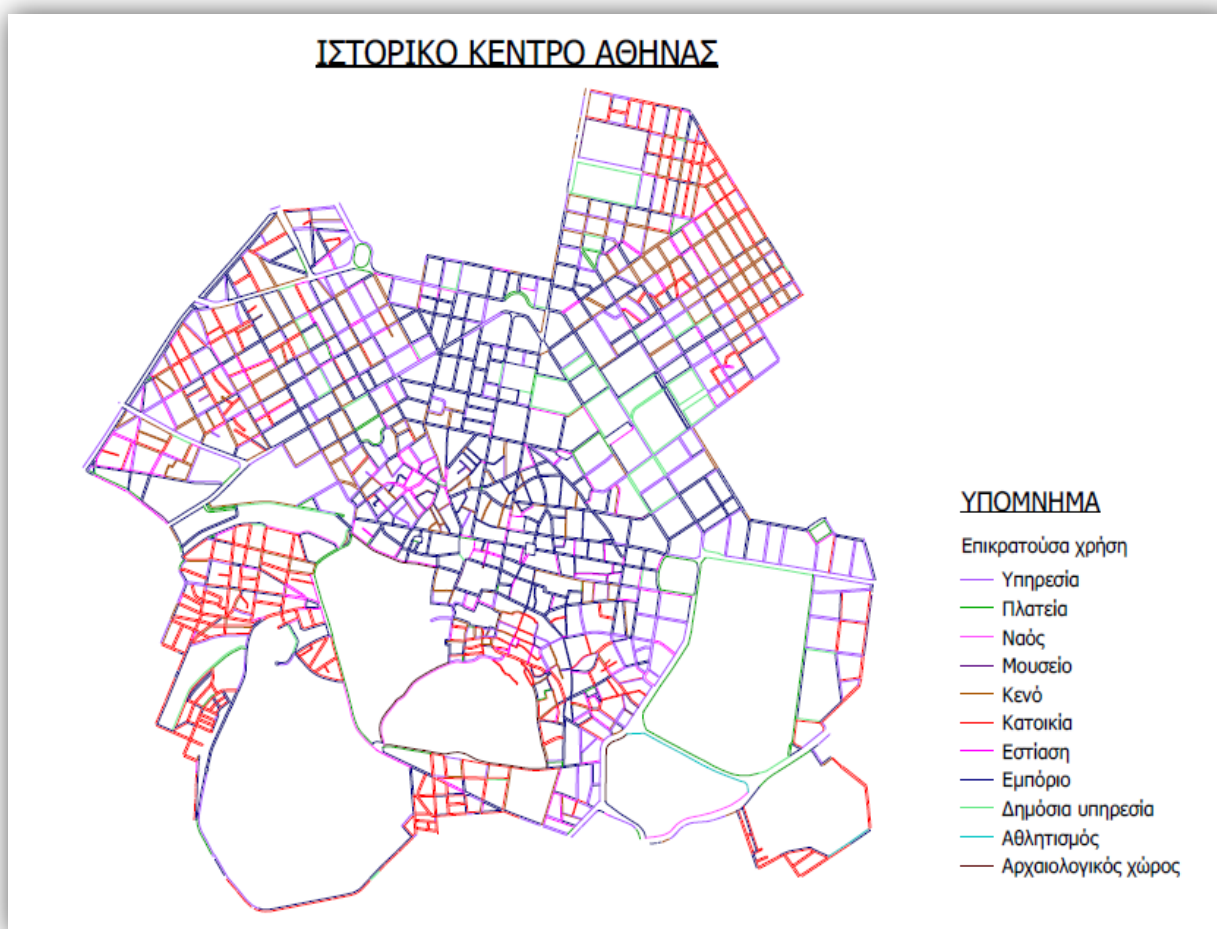 ΙΣΤΟΡΙΚΟ ΚΕΝΤΡΟ ΑΘΗΝΑΣ
ΥΠΟΜΝΗΜΑ
Επικρατούσα χρήση
Υπηρεσία
Πλατεία
Ναός
Μουσείο
Κενό
Κατοικία
Εστίαση
Εμπόριο
Δημόσια υπηρεσία
Αθλητισμός
Αρχαιολογικός χώρος